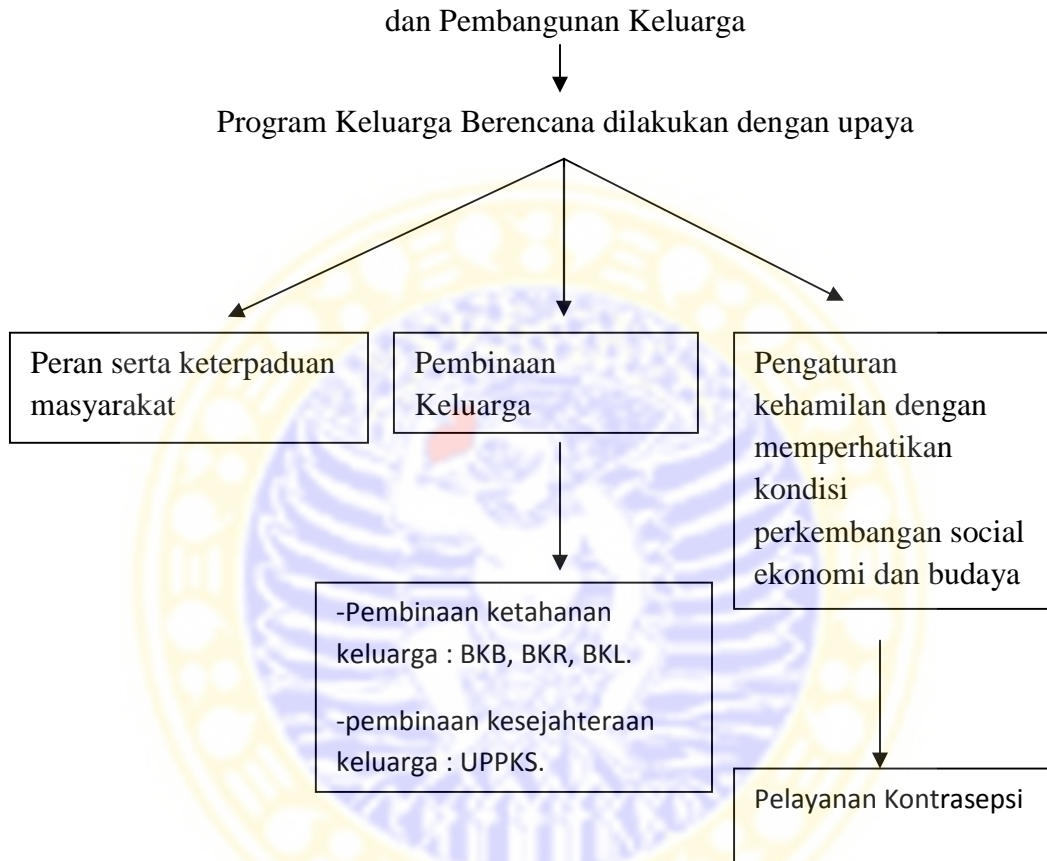 dan Pembangunan Keluarga
Program Keluarga Berencana dilakukan dengan upaya
Peran serta keterpaduan
masyarakat
Pembinaan
Keluarga
Pengaturan
kehamilan dengan
memperhatikan
kondisi
perkembangan social
ekonomi dan budaya
-Pembinaan ketahanan
keluarga : BKB, BKR, BKL.
-pembinaan kesejahteraan
keluarga : UPPKS.
Pelayanan Kontrasepsi